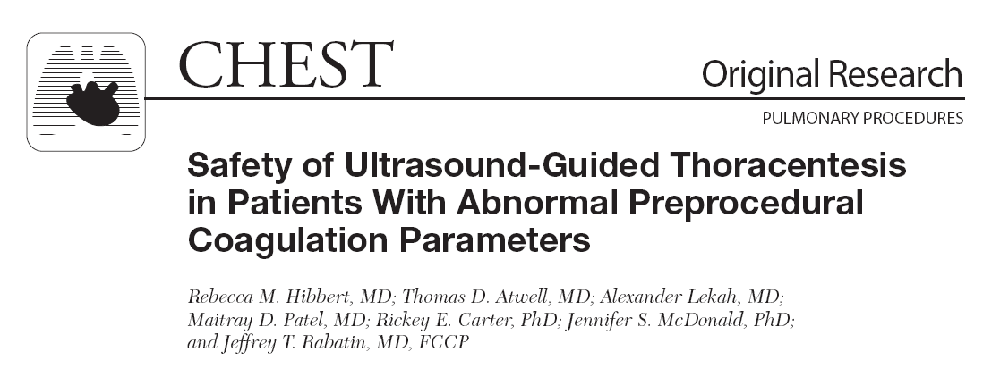 CHEST
Original Research
PULMONARY PROCEDURES
Safety of Ultrasound-Guided Thoracentesis
in Patients With Abnormal Preprocedural
Coagulation Parameters
Rebecca M. Hibbert, MD; Thomas D. Atwell, MD; Alexander Lekah, MD;
Maitray D. Patel, MD; Rickey E. Carter, PhD; Jennifer S. McDonald, PhD;
and Jeffrey T. Rabatin, MD, FCCP